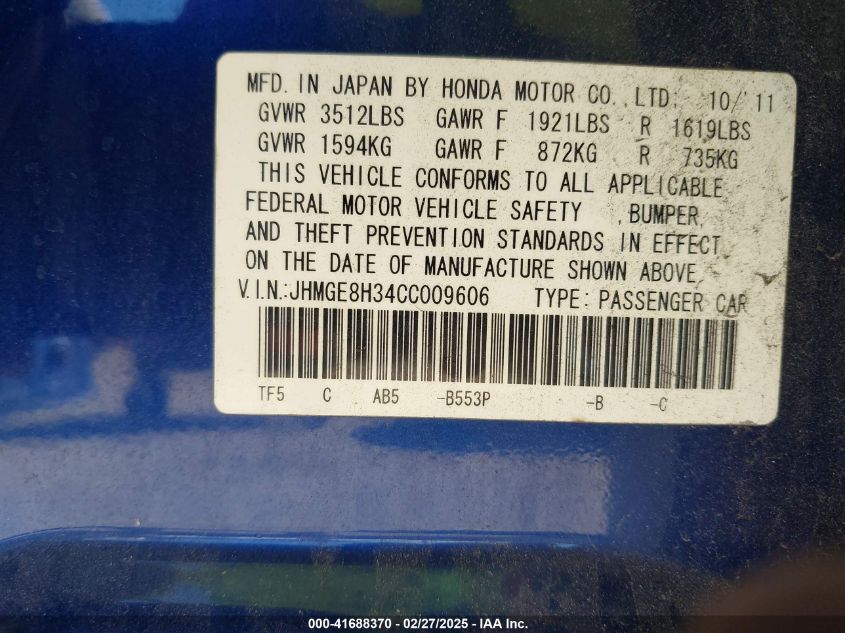 MFD. IN JAPAN BY HONDA MOTOR CO., LTD. 10/'11
GVWR 3512LBS GAWR F 1921LBS R 1619LBS
GVWR 1594KG GAWR F 872KG R 735KG
THIS VEHICLE CONFORMS TO ALL APPLICABLE
FEDERAL MOTOR VEHICLE SAFETY , BUMPER,
AND THEFT PREVENTION STANDARDS IN EFFECT
ON THE DATE OF MANUFACTURE SHOWN ABOVE.
V.I.N.:JHMGE8H34CC009606 TYPE: PASSENGER CAR
TF5 C AB5 -B553P -B -C
000-41688370 - 02/27/2025 - IAA Inc.